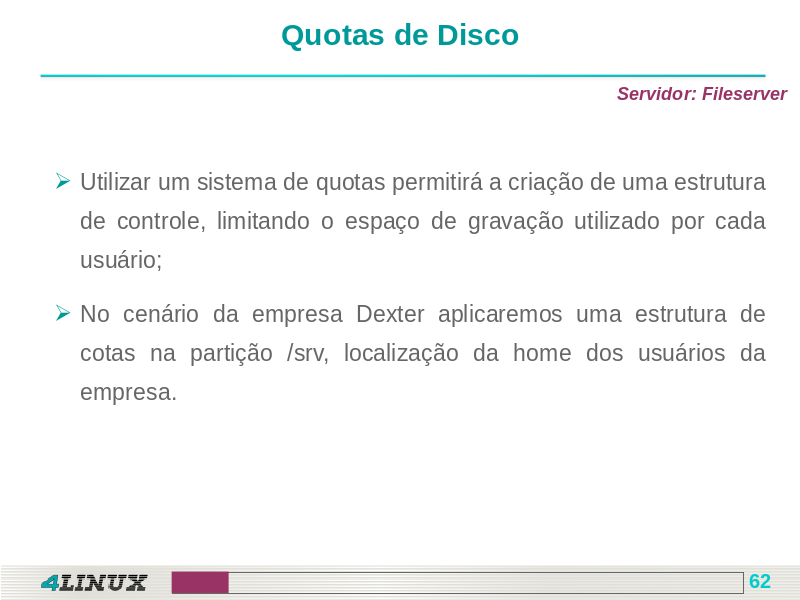 Quotas de Disco
Servidor: Fileserver
Utilizar um sistema de quotas permitirá a criação de uma estrutura
de controle, limitando o espaço de gravação utilizado por cada
usuário;
No cenário da empresa Dexter aplicaremos uma estrutura de
cotas na partição /srv, localização da home dos usuários da
empresa.
4LINUX
62